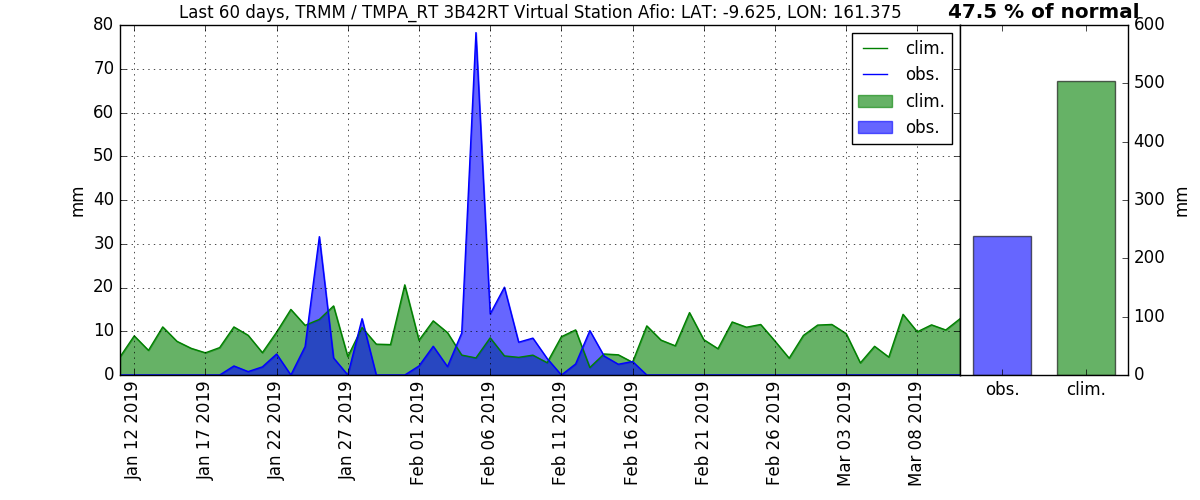 Last 60 days, TRMM / TMPA_RT 3B42RT Virtual Station Afio: LAT: -9.625, LON: 161.375
47.5 % of normal
80
70
60
50
40
30
20
10
0
mm
clim.
obs.
clim.
obs.
Jan 12 2019
Jan 17 2019
Jan 22 2019
Jan 27 2019
Feb 01 2019
Feb 06 2019
Feb 11 2019
Feb 16 2019
Feb 21 2019
Feb 26 2019
Mar 03 2019
Mar 08 2019
600
500
400
300
200
100
0
mm
obs.
clim.